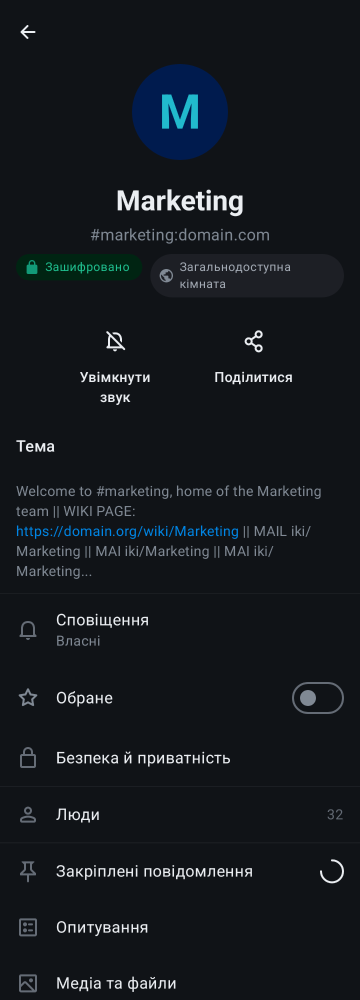 M
Marketing
#marketing:domain.com
Зашифровано
Загальнодоступна
кімната
Увімкнути
звук
Поділитися
Тема
Welcome to #marketing, home of the Marketing
team || WIKI PAGE:
https://domain.org/wiki/Marketing || MAIL iki/
Marketing || MAI iki/Marketing || MAI iki/
Marketing...
Сповіщення
Власні
Обране
Безпека й приватність
Люди
32
Закріплені повідомлення
Опитування
Медіа та файли